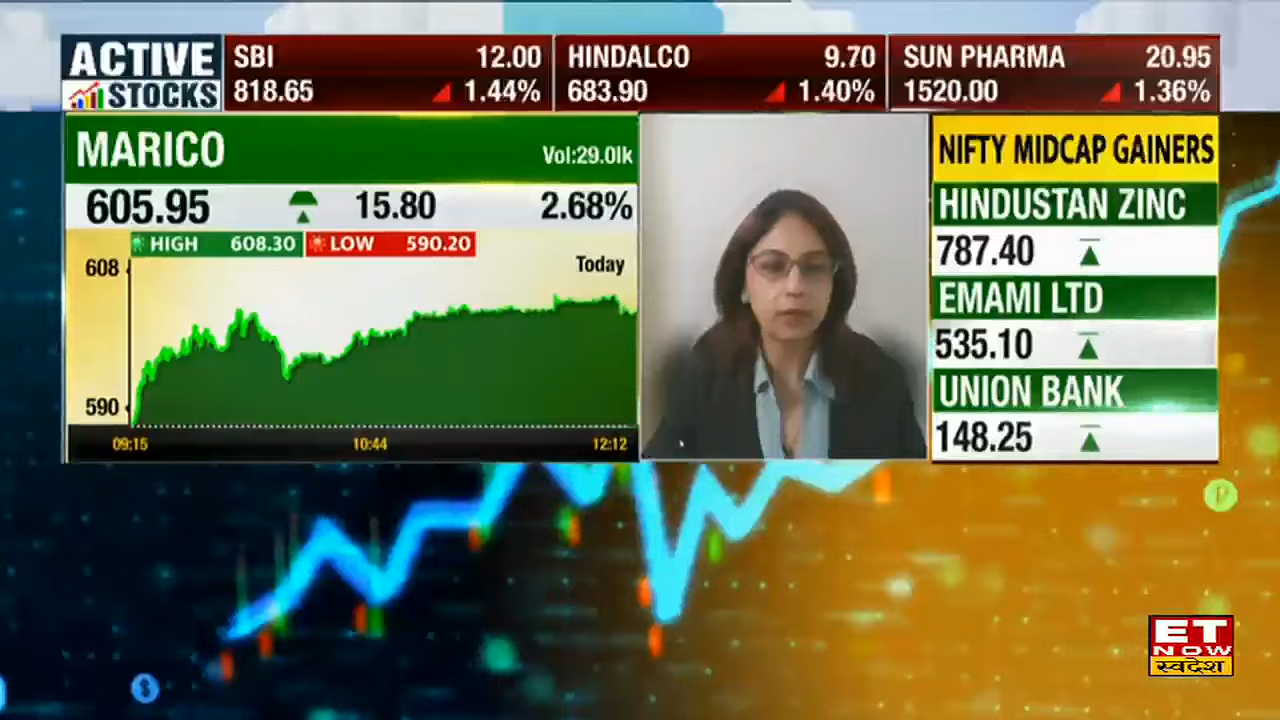 ACTIVE STOCKS
SBI 12.00
818.65 1.44%
HINDALCO 9.70
683.90 1.40%
SUN PHARMA 20.95
1520.00 1.36%
MARICO Vol:29.0lk
605.95 15.80 2.68%
HIGH 608.30 LOW 590.20
Today
608
590
09:15 10:44 12:12
NIFTY MIDCAP GAINERS
HINDUSTAN ZINC
787.40
EMAMI LTD
535.10
UNION BANK
148.25
ET
NOW
स्वदेश